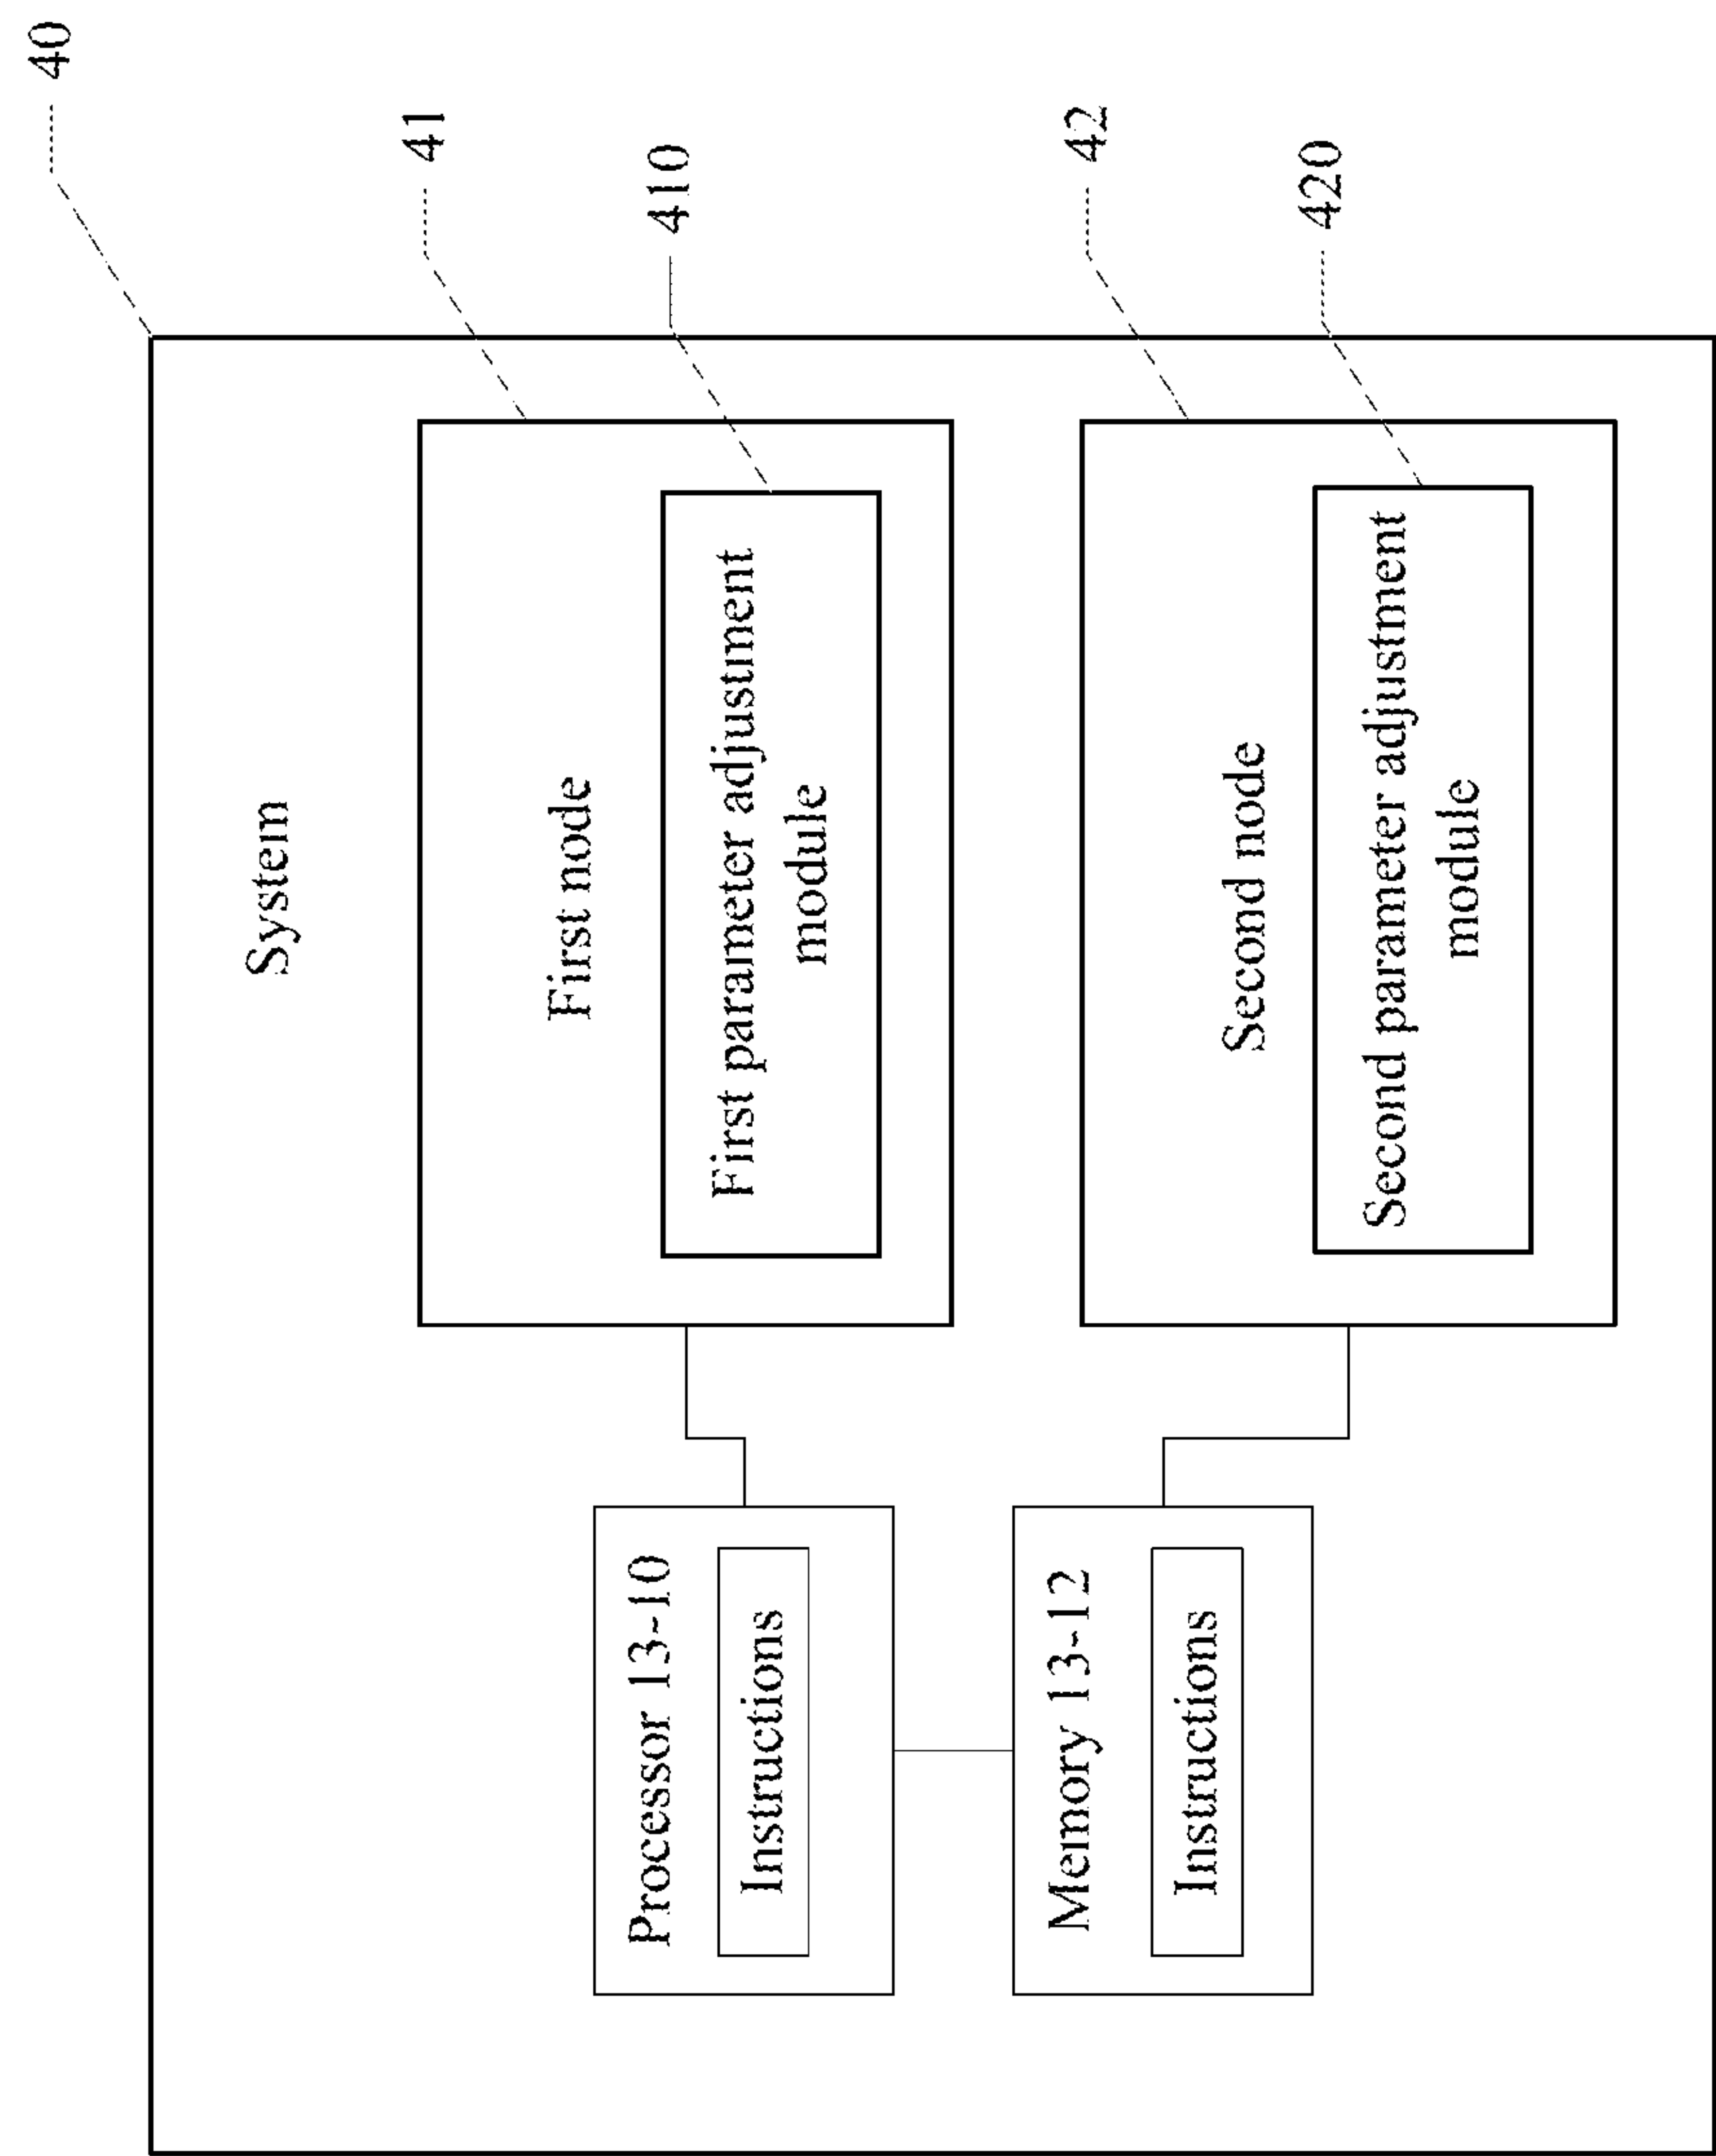 40
System
41
First node
410
First parameter adjustment
module
42
Second node
420
Second parameter adjustment
module
Processor 13-10
Instructions
Memory 13-12
Instructions